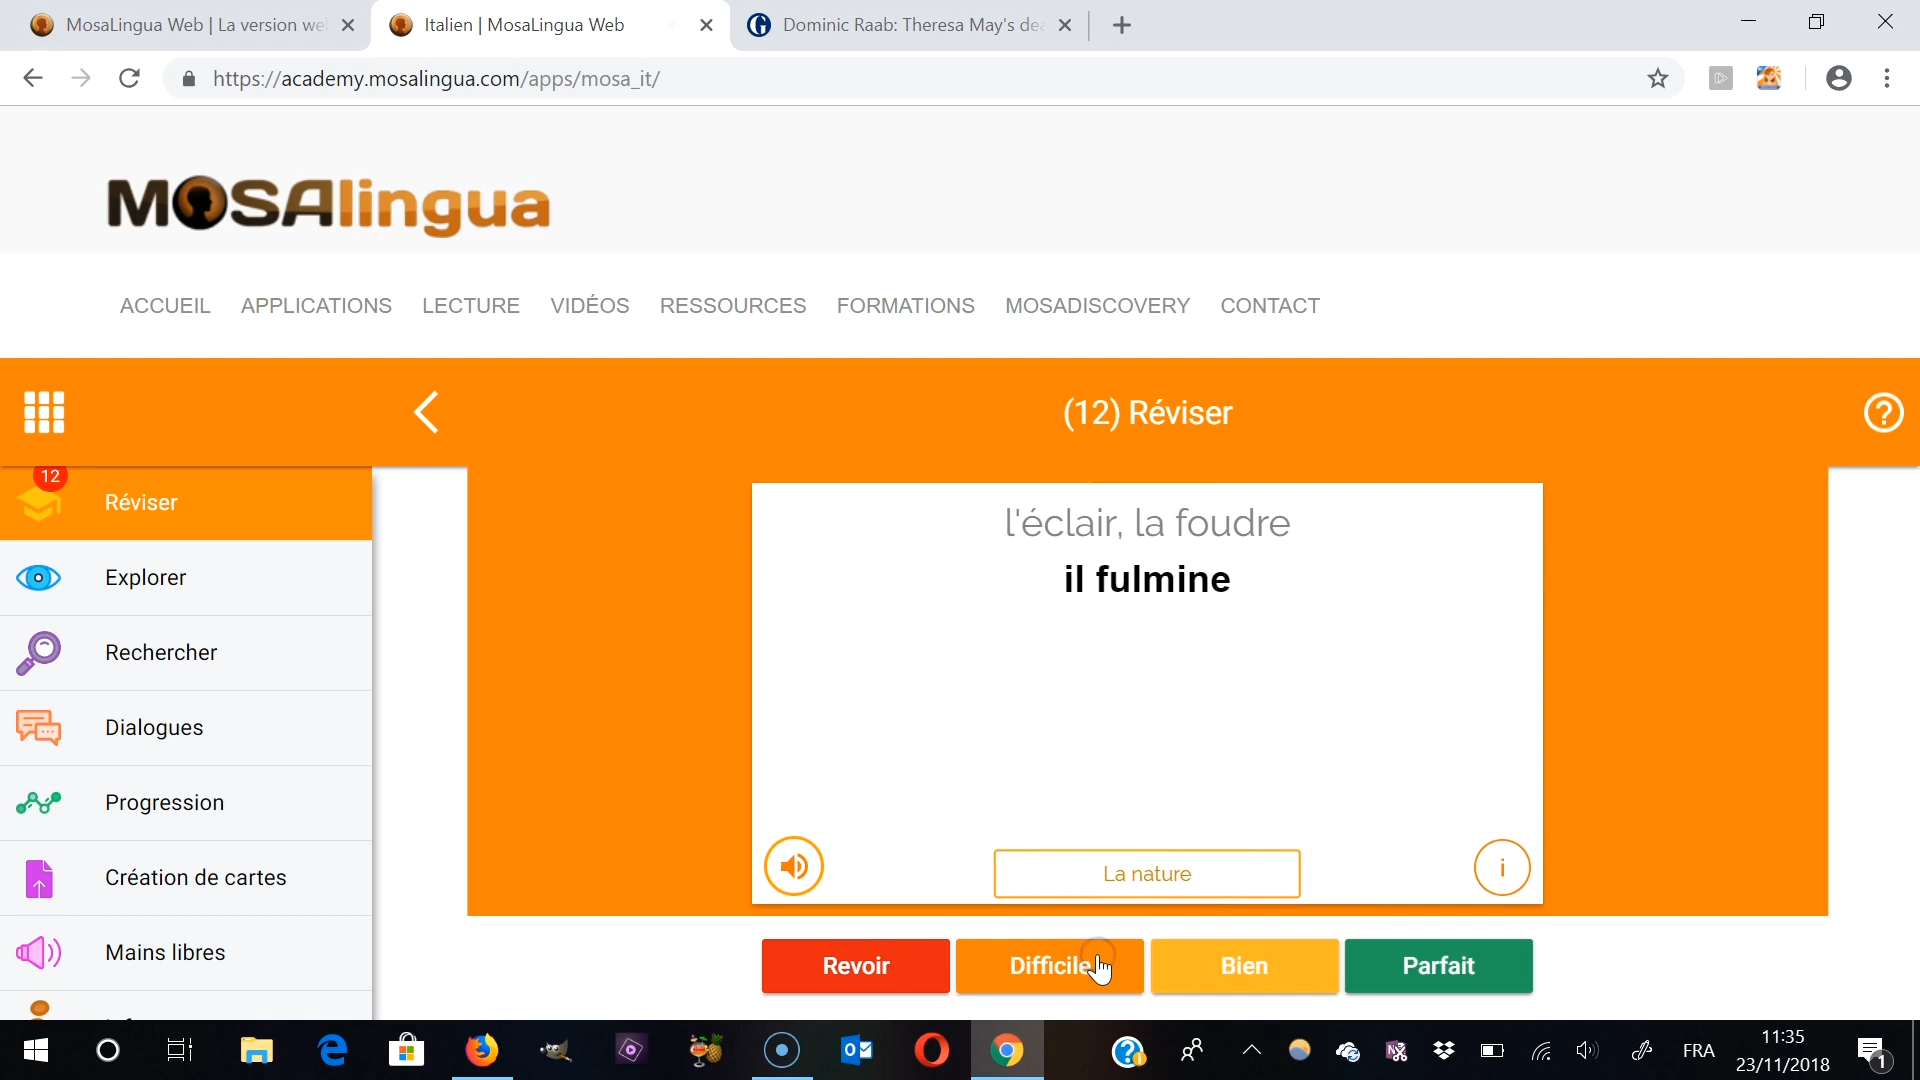 MosaLingua Web | La version we
Italien | MosaLingua Web
Dominic Raab: Theresa May's de
https://academy.mosalingua.com/apps/mosa_it/
MOSAlingua
ACCUEIL APPLICATIONS LECTURE VIDÉOS RESSOURCES FORMATIONS MOSADISCOVERY CONTACT
(12) Réviser
?
12
Réviser
Explorer
Rechercher
Dialogues
Progression
Création de cartes
Mains libres
l'éclair, la foudre
il fulmine
La nature
i
Revoir
Difficile
Bien
Parfait
FRA
11:35
23/11/2018
1